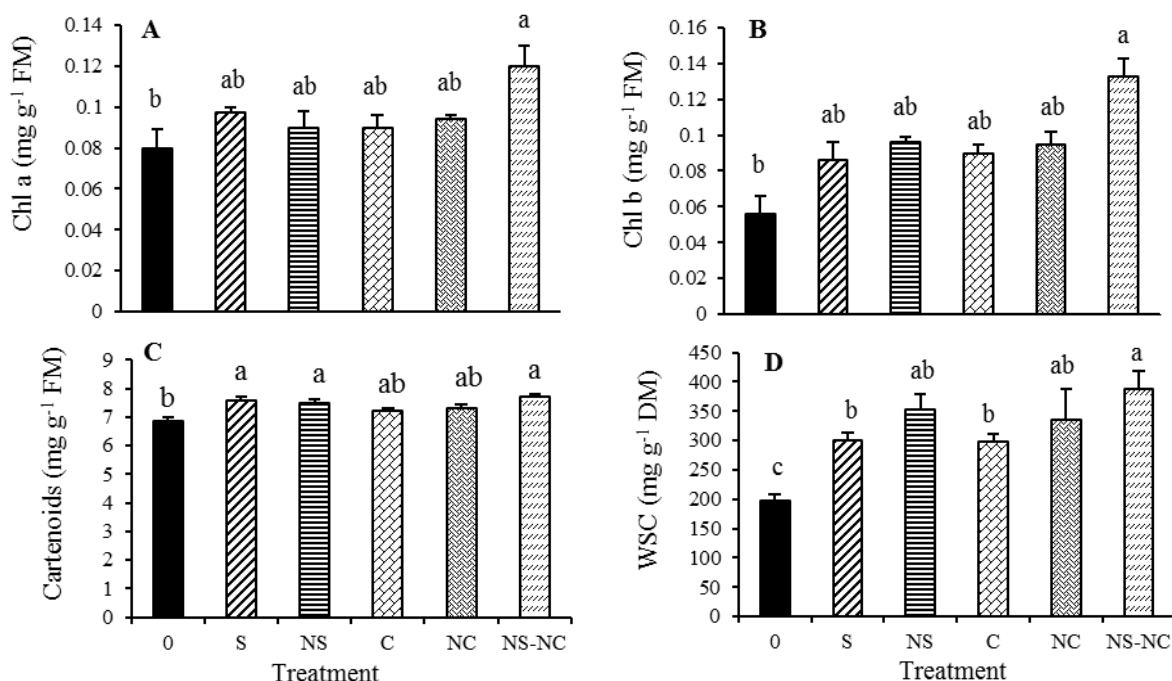 A
Chl a (mg g-1 FM)
0.14
0.12
0.1
0.08
0.06
0.04
0.02
0
b
ab
ab
ab
ab
a
B
Chl b (mg g-1 FM)
0.16
0.14
0.12
0.1
0.08
0.06
0.04
0.02
0
b
ab
ab
ab
ab
a
C
Cartenoids (mg g-1 FM)
9
8
7
6
5
4
3
2
1
0
b
a
a
ab
ab
a
0 S NS C NC NS-NC
Treatment
D
WSC (mg g-1 DM)
450
400
350
300
250
200
150
100
50
0
c
b
ab
b
ab
a
0 S NS C NC NS-NC
Treatment